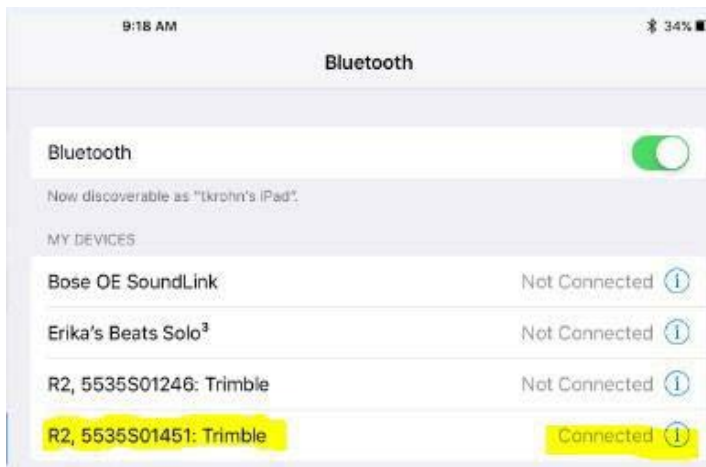 9:18 AM 34%
Bluetooth
Bluetooth
Now discoverable as "tkrohn's iPad".
MY DEVICES
Bose OE SoundLink Not Connected
Erika's Beats Solo³ Not Connected
R2, 5535S01246: Trimble Not Connected
R2, 5535S01451: Trimble Connected